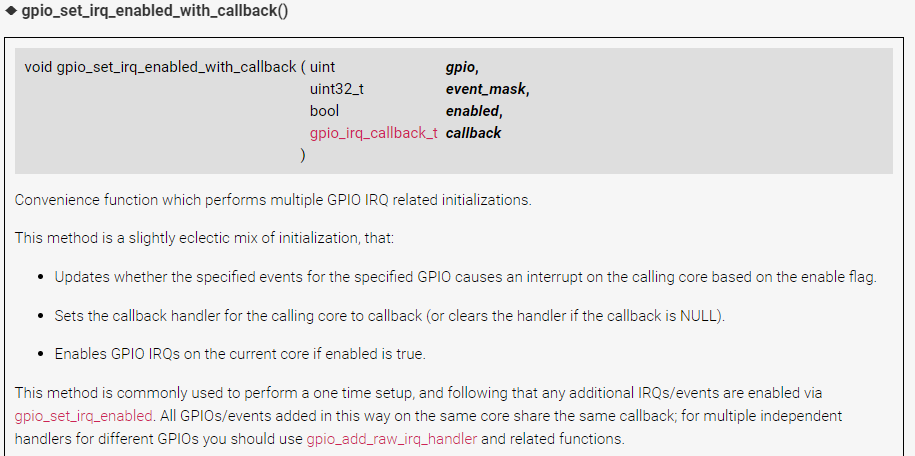 ◆ gpio_set_irq_enabled_with_callback()
void gpio_set_irq_enabled_with_callback ( uint gpio,
uint32_t event_mask,
bool enabled,
gpio_irq_callback_t callback
)
Convenience function which performs multiple GPIO IRQ related initializations.
This method is a slightly eclectic mix of initialization, that:
• Updates whether the specified events for the specified GPIO causes an interrupt on the calling core based on the enable flag.
• Sets the callback handler for the calling core to callback (or clears the handler if the callback is NULL).
• Enables GPIO IRQs on the current core if enabled is true.
This method is commonly used to perform a one time setup, and following that any additional IRQs/events are enabled via
gpio_set_irq_enabled. All GPIOs/events added in this way on the same core share the same callback; for multiple independent
handlers for different GPIOs you should use gpio_add_raw_irq_handler and related functions.